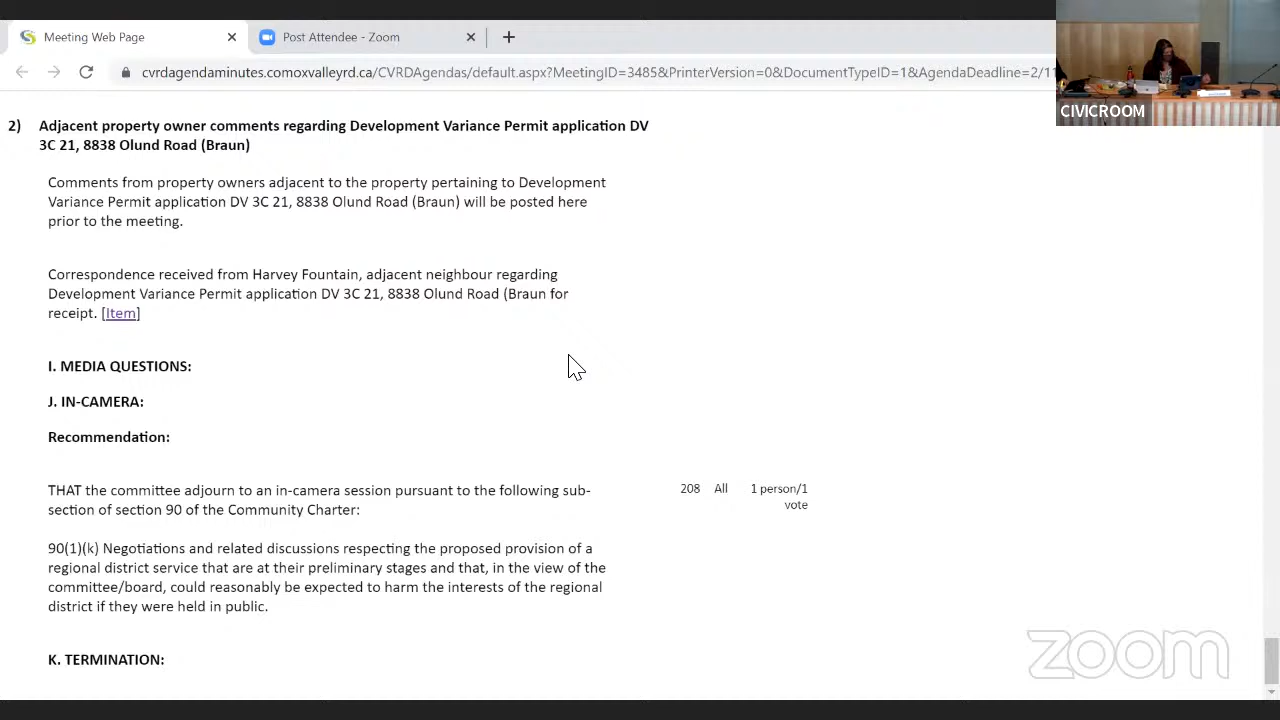 Meeting Web Page
Post Attendee - Zoom
cvrdagendaminutes.comoxvalleyrd.ca/CVRDAgendas/default.aspx?MeetingID=3485&PrinterVersion=0&DocumentTypeID=1&AgendaDeadline=2/11
CIVICROOM
2) Adjacent property owner comments regarding Development Variance Permit application DV
3C 21, 8838 Olund Road (Braun)
Comments from property owners adjacent to the property pertaining to Development
Variance Permit application DV 3C 21, 8838 Olund Road (Braun) will be posted here
prior to the meeting.
Correspondence received from Harvey Fountain, adjacent neighbour regarding
Development Variance Permit application DV 3C 21, 8838 Olund Road (Braun for
receipt. [Item]
I. MEDIA QUESTIONS:
J. IN-CAMERA:
Recommendation:
THAT the committee adjourn to an in-camera session pursuant to the following sub-
section of section 90 of the Community Charter:
208 All 1 person/1
vote
90(1)(k) Negotiations and related discussions respecting the proposed provision of a
regional district service that are at their preliminary stages and that, in the view of the
committee/board, could reasonably be expected to harm the interests of the regional
district if they were held in public.
K. TERMINATION:
zoom